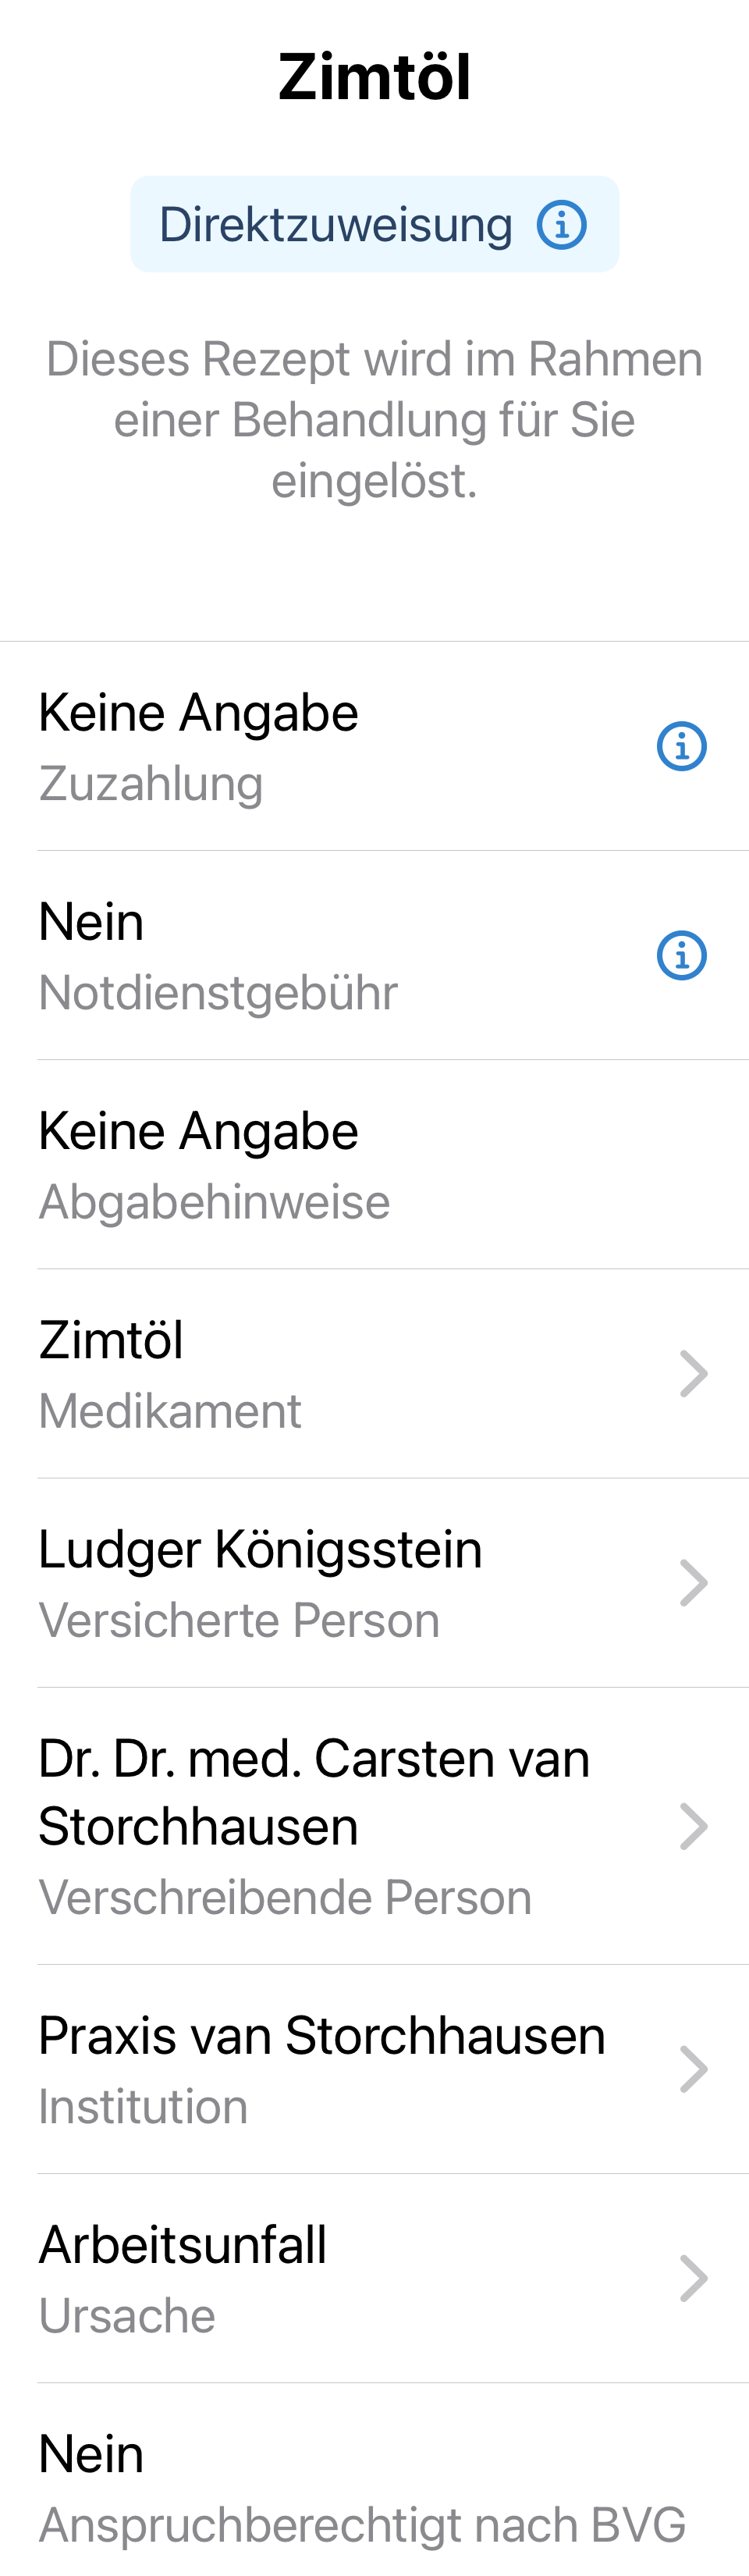 Zimtöl
Direktzuweisung
Dieses Rezept wird im Rahmen
einer Behandlung für Sie
eingelöst.
Keine Angabe
Zuzahlung
Nein
Notdienstgebühr
Keine Angabe
Abgabehinweise
Zimtöl
Medikament
Ludger Königsstein
Versicherte Person
Dr. Dr. med. Carsten van
Storchhausen
Verschreibende Person
Praxis van Storchhausen
Institution
Arbeitsunfall
Ursache
Nein
Anspruchberechtigt nach BVG